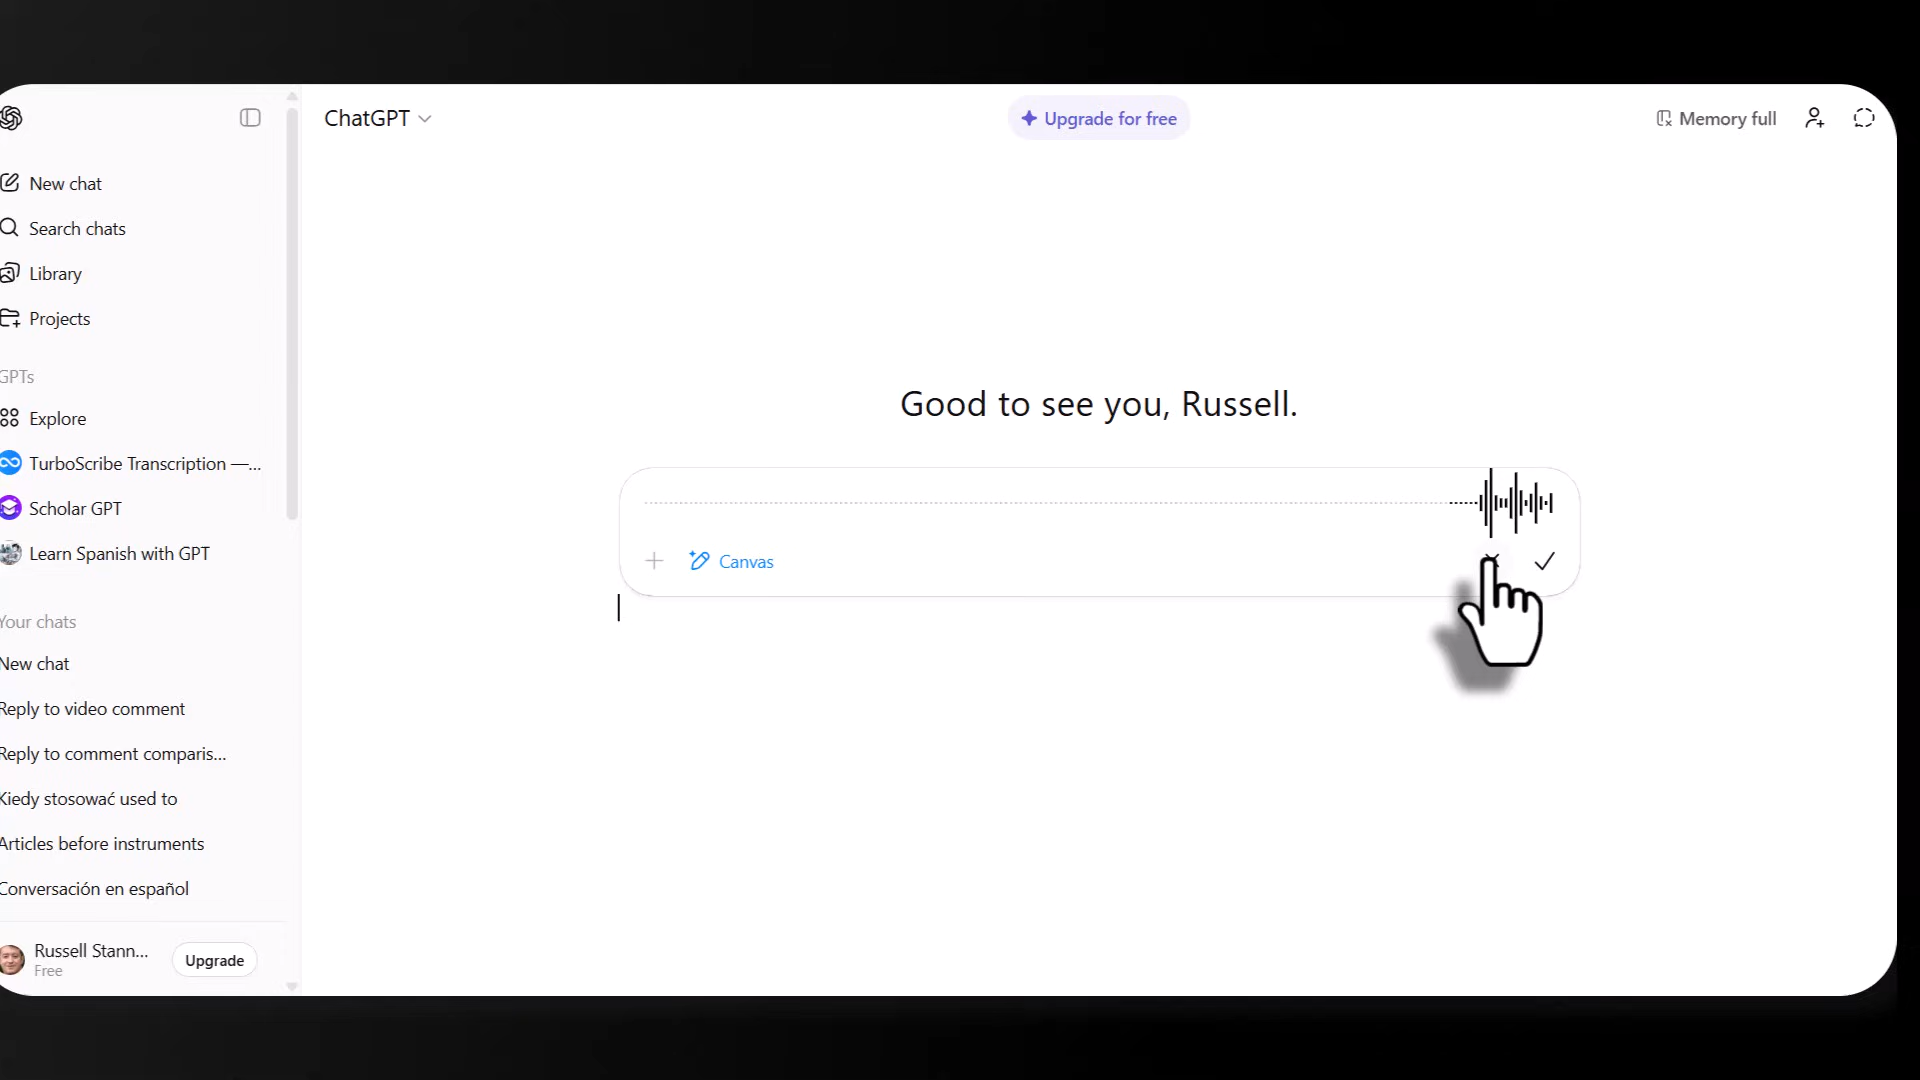 ChatGPT
Upgrade for free
Memory full
New chat
Search chats
Library
Projects
GPTs
Explore
TurboScribe Transcription —...
Scholar GPT
Learn Spanish with GPT
Your chats
New chat
Reply to video comment
Reply to comment comparis...
Kiedy stosować used to
Articles before instruments
Conversación en español
Russell Stann...
Free
Upgrade
Good to see you, Russell.
Canvas